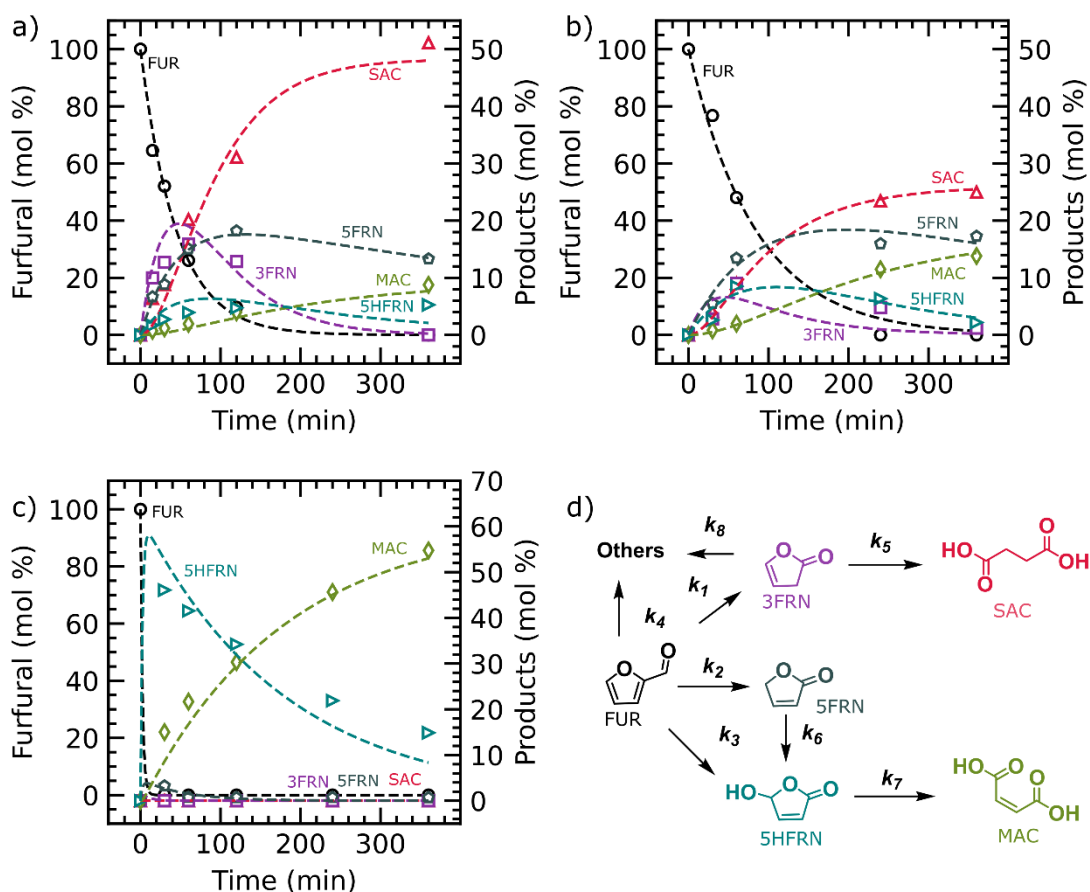 a)
Furfural (mol %)
100
80
60
40
20
0
FUR
SAC
5FRN
3FRN
MAC
5HFRN
50
40
30
20
10
0
Products (mol %)
0 100 200 300
Time (min)
b)
Furfural (mol %)
100
80
60
40
20
0
FUR
SAC
5FRN
MAC
5HFRN
3FRN
50
40
30
20
10
0
Products (mol %)
0 100 200 300
Time (min)
c)
Furfural (mol %)
100
80
60
40
20
0
FUR
MAC
5HFRN
3FRN 5FRN SAC
70
60
50
40
30
20
10
0
Products (mol %)
0 100 200 300
Time (min)
d)
Others
k8
O
O
3FRN
k5
HO
O
O
OH
SAC
k1
k4
O
O
FUR
k2
O
O
5FRN
k3
k6
HO
O
O
5HFRN
k7
HO
O
O
OH
MAC